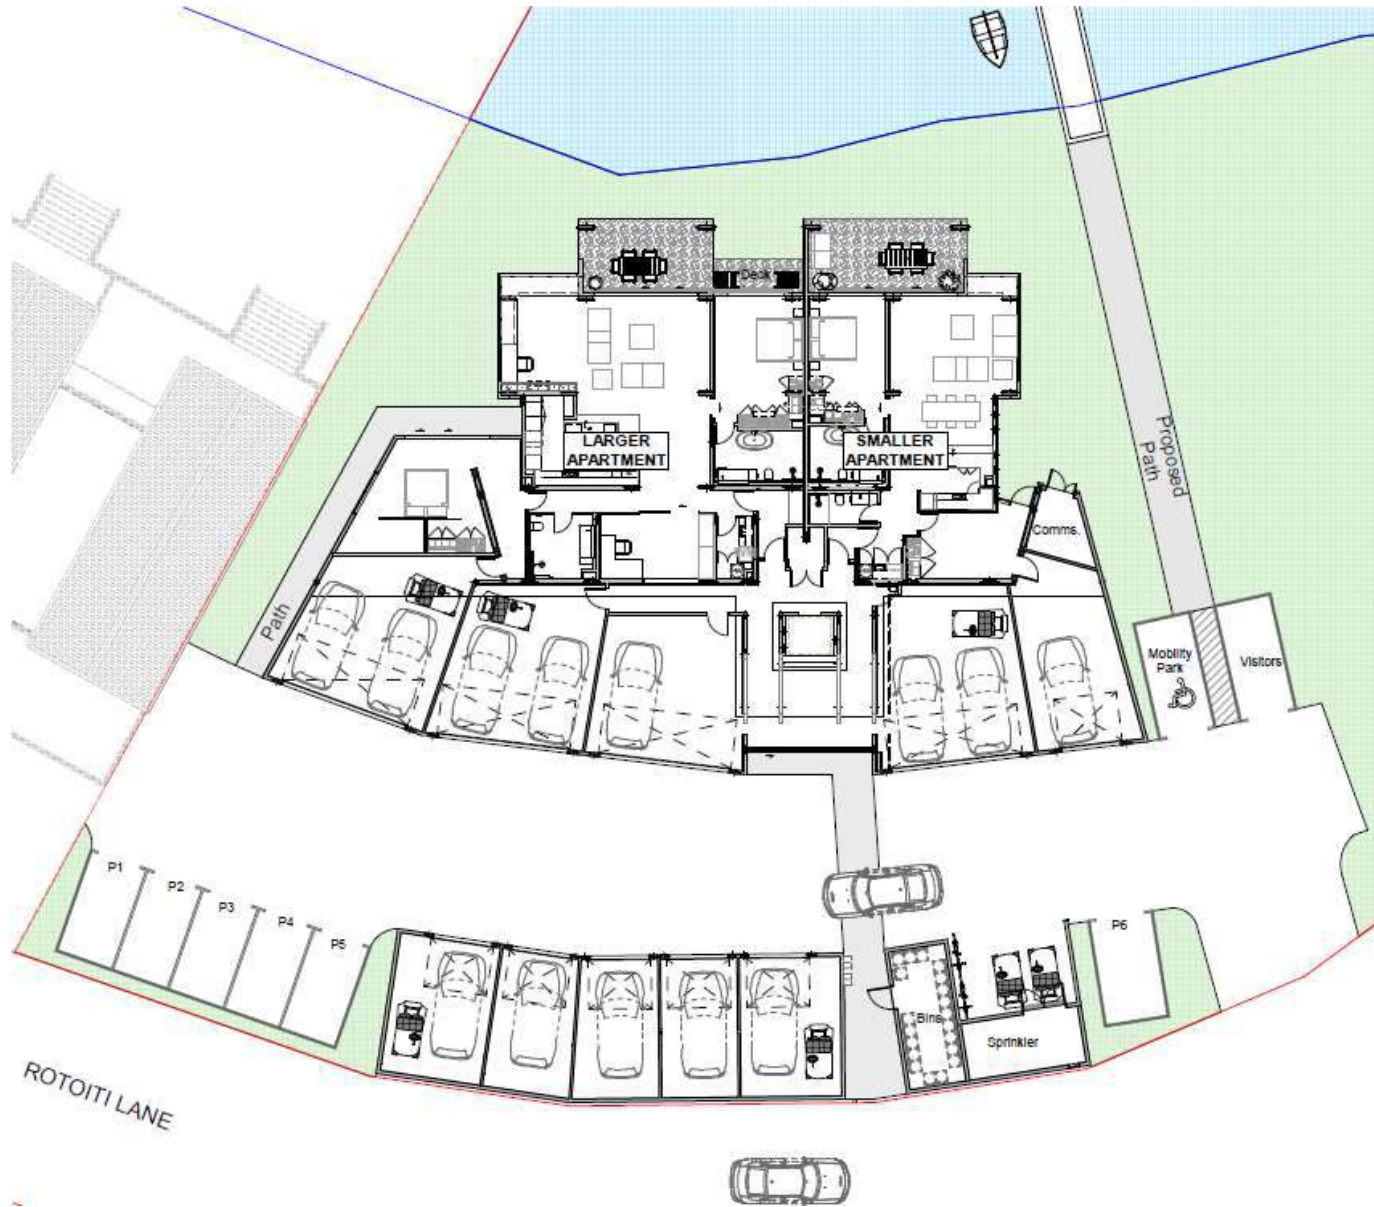 Deck
LARGER
APARTMENT
SMALLER
APARTMENT
Proposed
Path
Comms.
Path
Mobility
Park
Visitors
P1
P2
P3
P4
P5
P6
Bins
Sprinkler
ROTOITI LANE